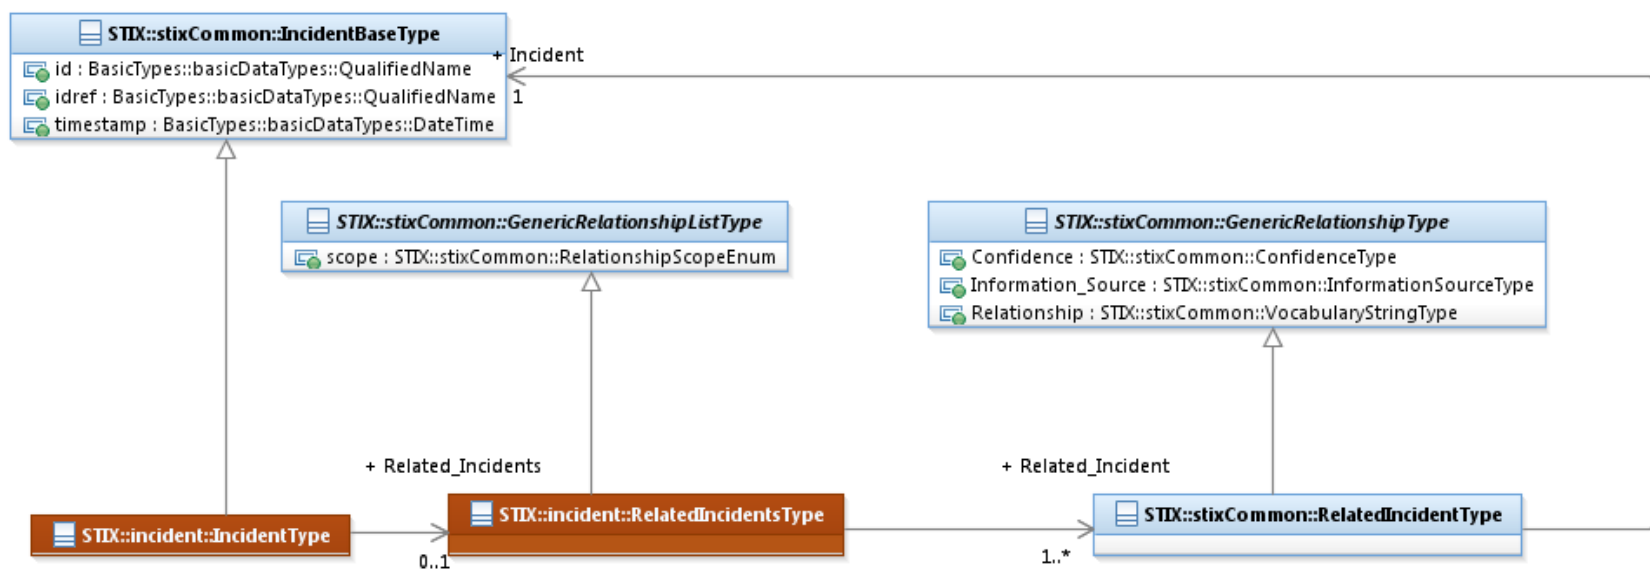 STIX::stixCommon::IncidentBaseType
id : BasicTypes::basicDataTypes::QualifiedName
idref : BasicTypes::basicDataTypes::QualifiedName
timestamp : BasicTypes::basicDataTypes::DateTime
+ Incident
1
STIX::stixCommon::GenericRelationshipListType
scope : STIX::stixCommon::RelationshipScopeEnum
STIX::stixCommon::GenericRelationshipType
Confidence : STIX::stixCommon::ConfidenceType
Information_Source : STIX::stixCommon::InformationSourceType
Relationship : STIX::stixCommon::VocabularyStringType
+ Related_Incidents
+ Related_Incident
STIX::incident::IncidentType
0..1
STIX::incident::RelatedIncidentsType
1..*
STIX::stixCommon::RelatedIncidentType